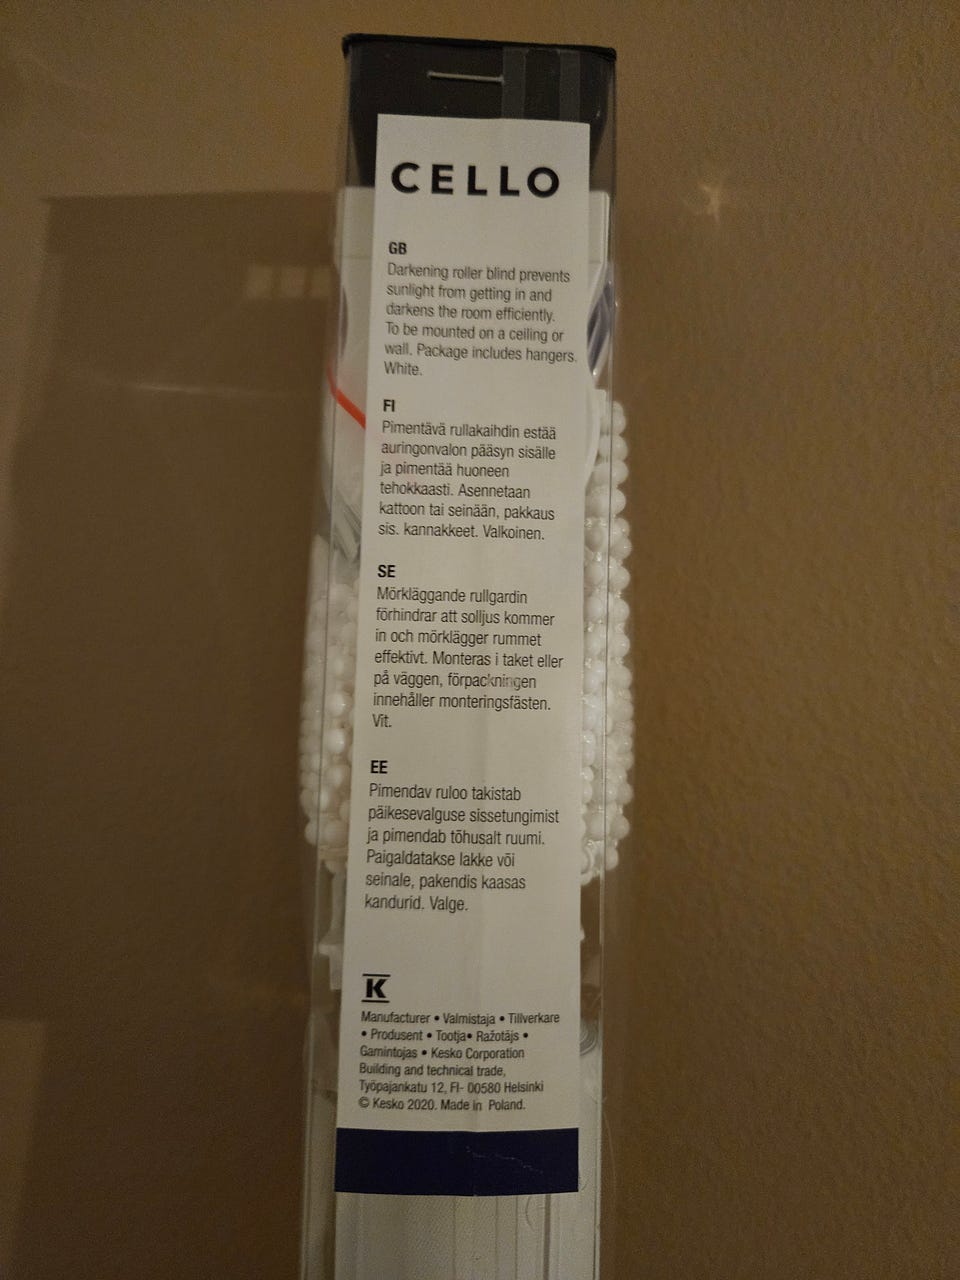 CELLO
GB
Darkening roller blind prevents
sunlight from getting in and
darkens the room efficiently.
To be mounted on a ceiling or
wall. Package includes hangers.
White.
FI
Pimentävä rullakaihdin estää
auringonvalon pääsyn sisälle
ja pimentää huoneen
tehokkaasti. Asennetaan
kattoon tai seinään, pakkaus
sis. kannakkeet. Valkoinen.
SE
Mörkläggande rullgardin
förhindrar att solljus kommer
in och mörklägger rummet
effektivt. Monteras i taket eller
på väggen, förpackningen
innehåller monteringsfästen.
Vit.
EE
Pimendav ruloo takistab
päikesevalguse sissetungimist
ja pimendab tõhusalt ruumi.
Paigaldatakse lakke või
seinale, pakendis kaasas
kandurid. Valge.
K
Manufacturer • Valmistaja • Tillverkare
• Produsent • Tootja• Ražotājs •
Gamintojas • Kesko Corporation
Building and technical trade,
Työpajankatu 12, FI- 00580 Helsinki
© Kesko 2020. Made in Poland.